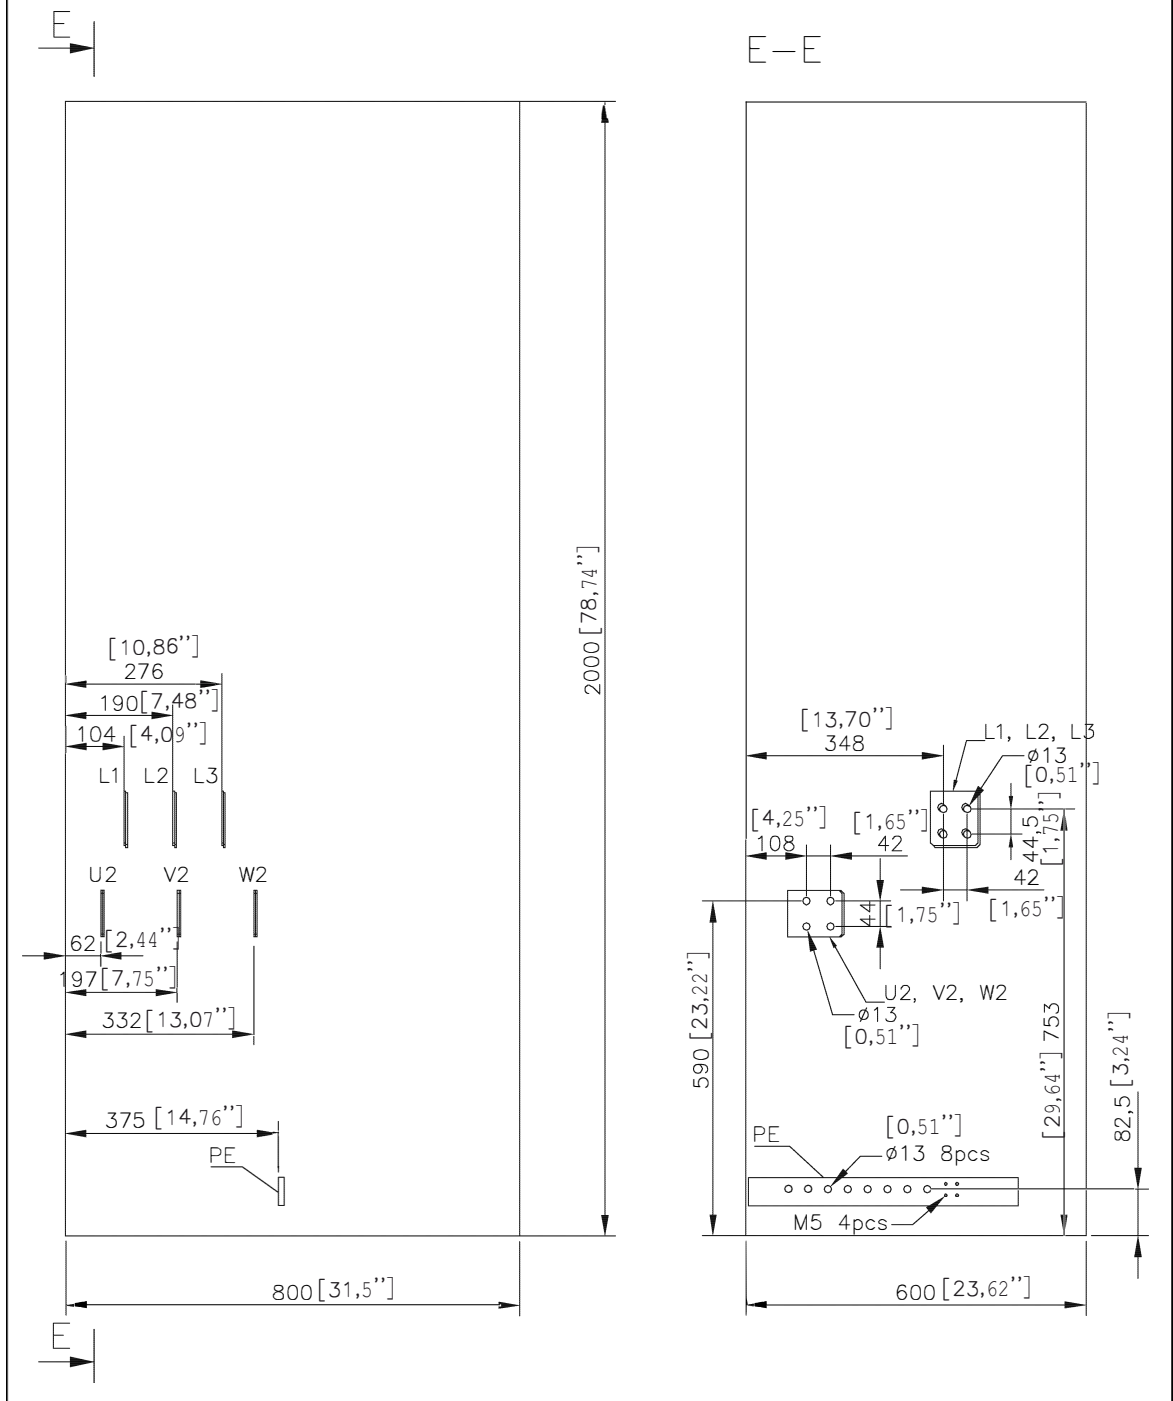 E
E—E
2000 [78,74’’]
[10,86’’]
276
190[7,48’’]
104 [4,09’’]
L1 L2 L3
U2 V2 W2
62 [2,44’’]
197[7,75’’]
332[13,07’’]
375 [14,76’’]
PE
800[31,5’’]
E
[13,70’’]
348
L1, L2, L3
ø13
[0,51’’]
[4,25’’]
108
[1,65’’]
42
44,5
[1,75’’]
42
[1,65’’]
44
[1,75’’]
U2, V2, W2
ø13
[0,51’’]
590 [23,22’’]
[29,64’’] 753
82,5 [3,24’’]
PE
[0,51’’]
ø13 8pcs
M5 4pcs
600[23,62’’]